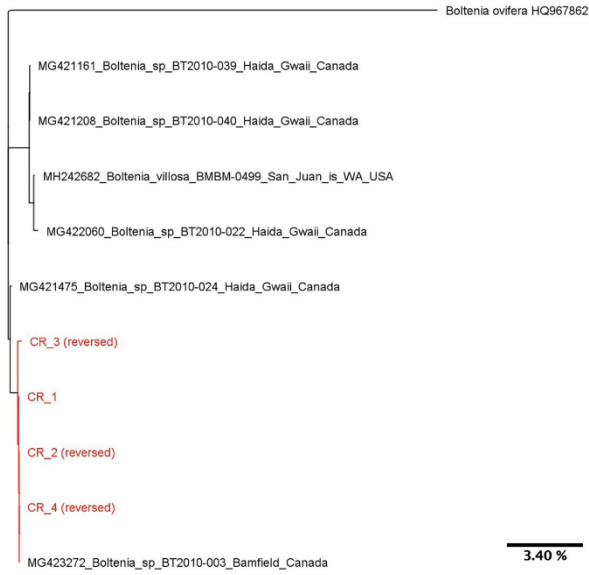 Boltenia ovifera HQ967862
MG421161_Boltenia_sp_BT2010-039_Haida_Gwaii_Canada
MG421208_Boltenia_sp_BT2010-040_Haida_Gwaii_Canada
MH242682_Boltenia_villosa_BMBM-0499_San_Juan_is_WA_USA
MG422060_Boltenia_sp_BT2010-022_Haida_Gwaii_Canada
MG421475_Boltenia_sp_BT2010-024_Haida_Gwaii_Canada
CR_3 (reversed)
CR_1
CR_2 (reversed)
CR_4 (reversed)
MG423272_Boltenia_sp_BT2010-003_Bamfield_Canada
3.40 %